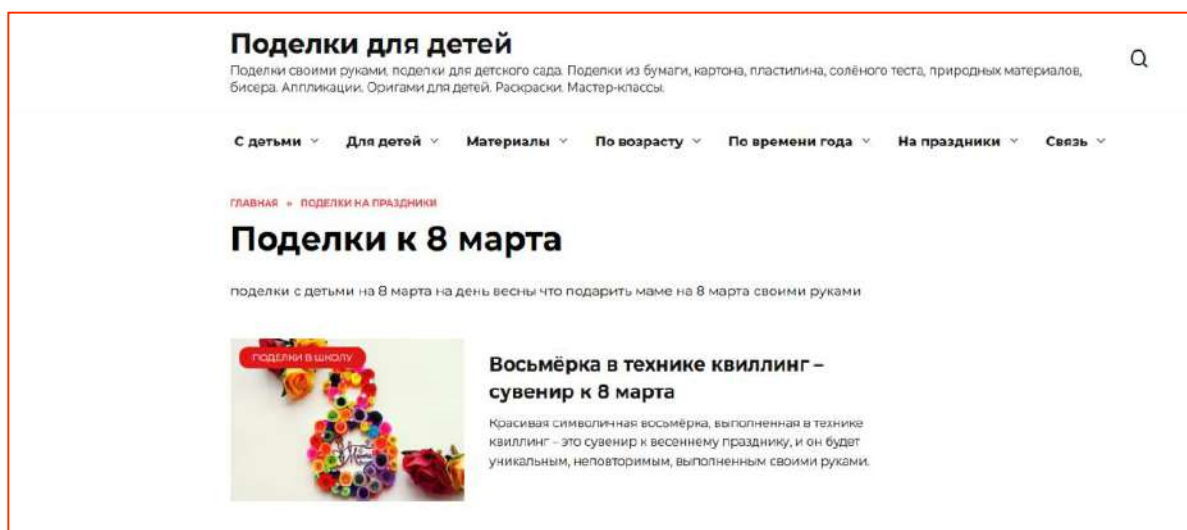 Поделки для детей
Поделки своими руками, поделки для детского сада. Поделки из бумаги, картона, пластилина, солёного теста, природных материалов,
бисера. Аппликации. Оригами для детей. Раскраски. Мастер-классы.
С детьми Для детей Материалы По возрасту По времени года На праздники Связь
ГЛАВНАЯ » ПОДЕЛКИ НА ПРАЗДНИКИ
Поделки к 8 марта
поделки с детьми на 8 марта на день весны что подарить маме на 8 марта своими руками
ПОДЕЛКИ В ШКОЛУ
Восьмёрка в технике квиллинг –
сувенир к 8 марта
Красивая символичная восьмёрка, выполненная в технике
квиллинг – это сувенир к весеннему празднику, и он будет
уникальным, неповторимым, выполненным своими руками.